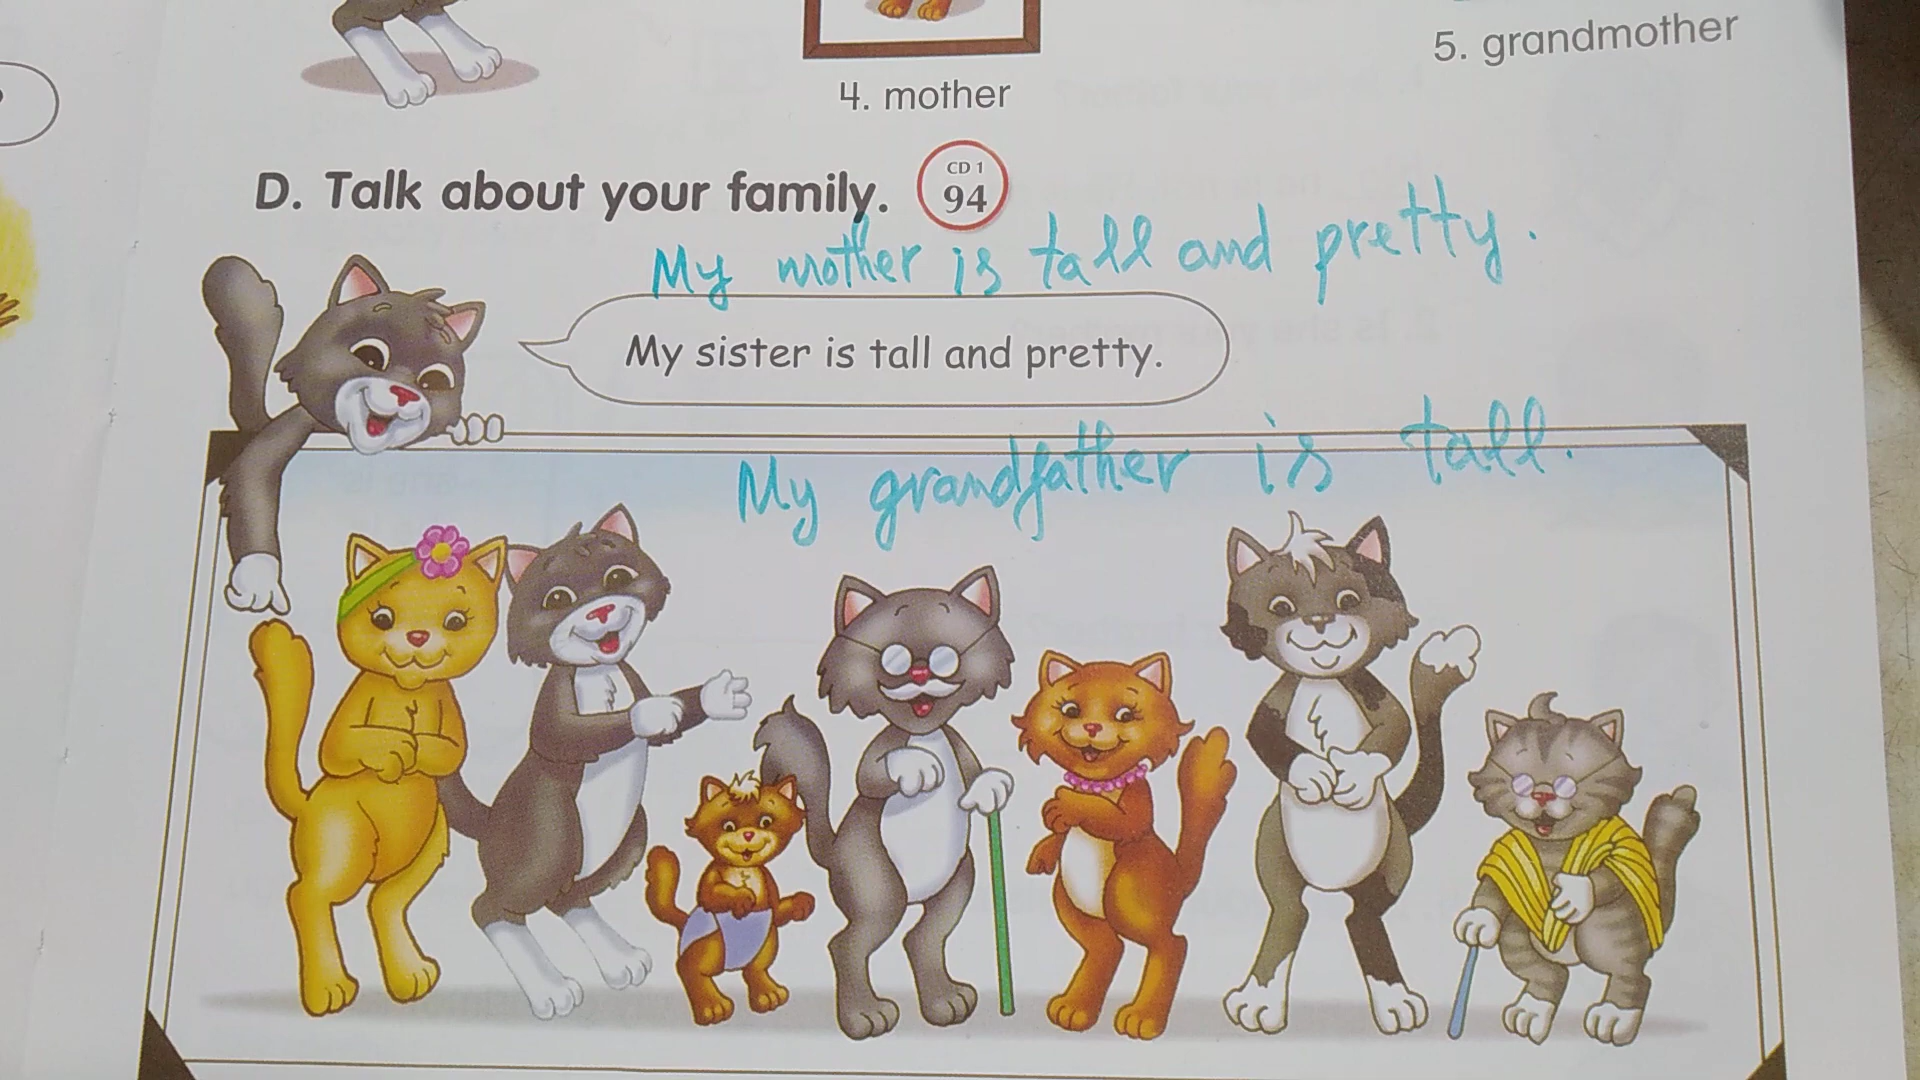 4. mother
5. grandmother
D. Talk about your family.
CD 1
94
My mother is tall and pretty.
My sister is tall and pretty.
My grandfather is tall.